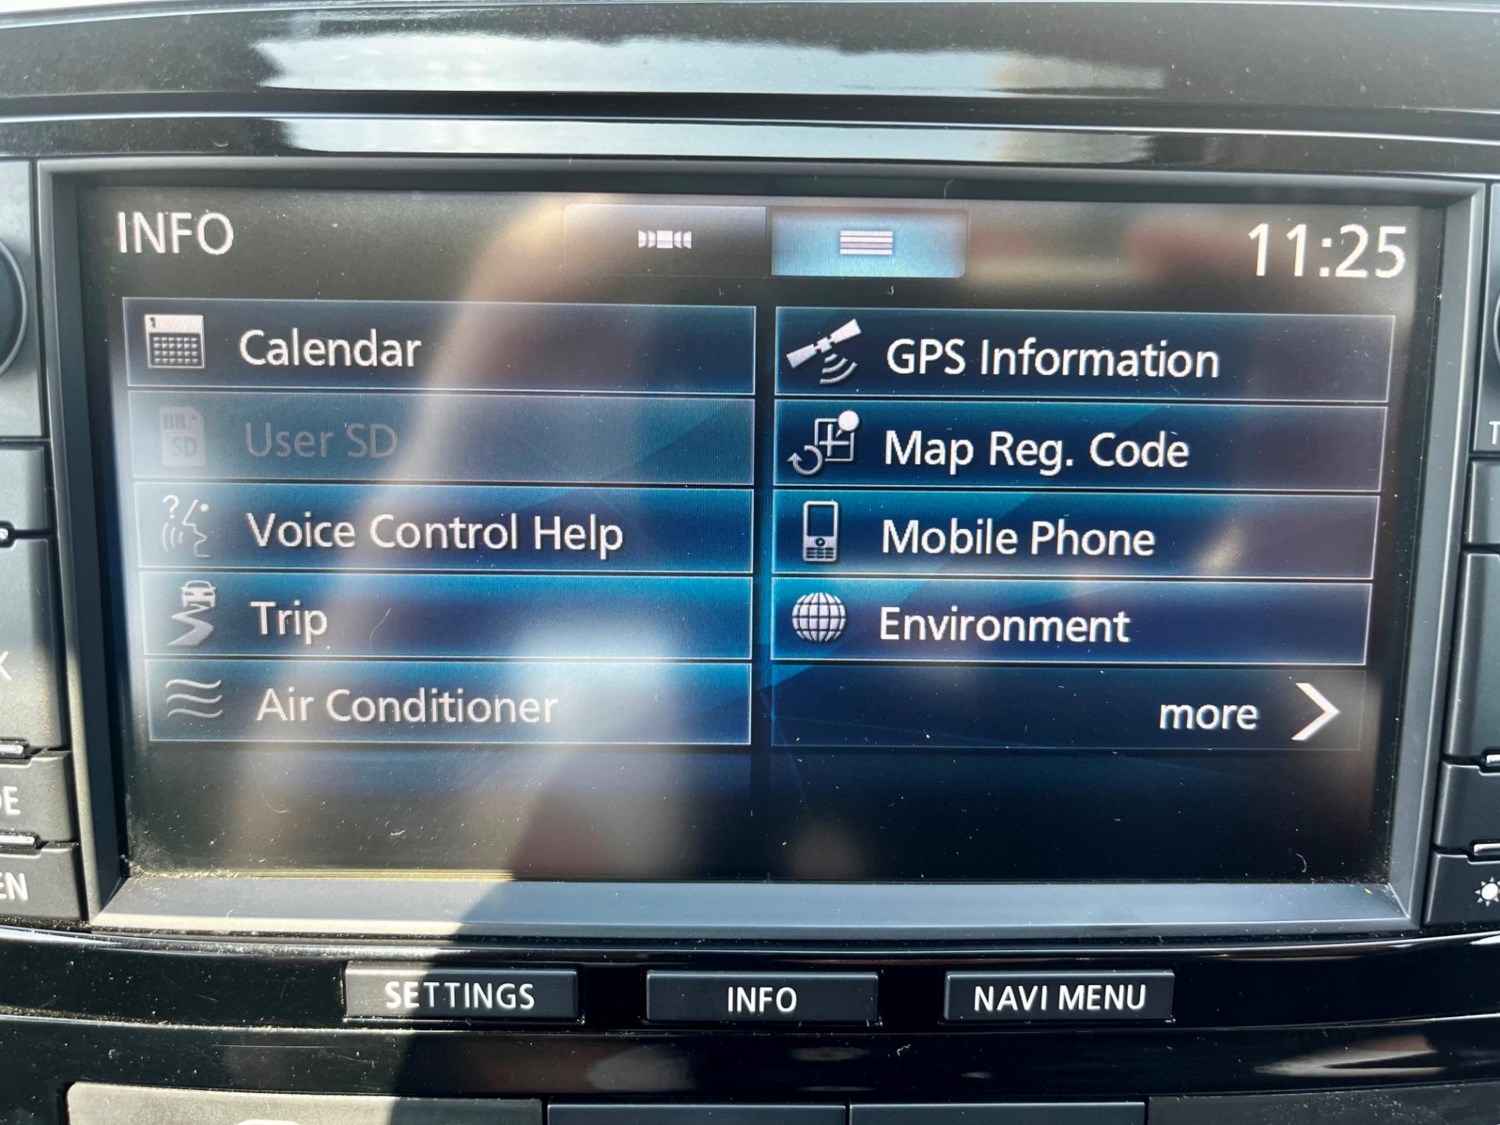 INFO
11:25
Calendar
User SD
Voice Control Help
Trip
Air Conditioner
GPS Information
Map Reg. Code
Mobile Phone
Environment
more
SETTINGS
INFO
NAVI MENU